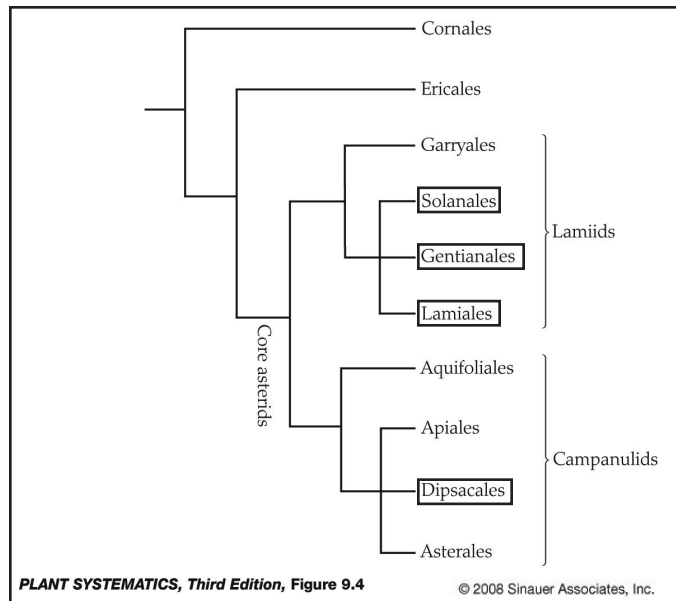 Cornales
Ericales
Garryales
Solanales
Lamiids
Gentianales
Lamiales
Core asterids
Aquifoliales
Apiales
Campanulids
Dipsacales
Asterales
PLANT SYSTEMATICS, Third Edition, Figure 9.4
© 2008 Sinauer Associates, Inc.